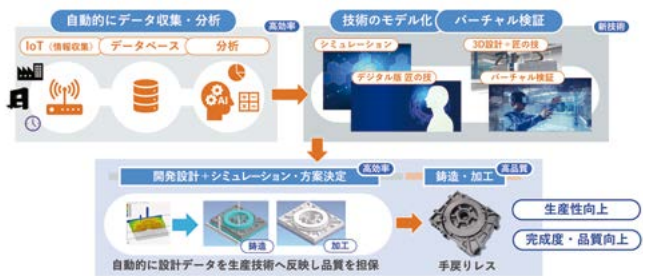 自動的にデータ収集・分析
高効率
IoT（情報収集）
データベース
分析
AI
技術のモデル化
バーチャル検証
新技術
シミュレーション
デジタル版 匠の技
3D設計＋匠の技
バーチャル検証
開発設計＋シミュレーション・方案決定
高効率
鋳造
加工
自動的に設計データを生産技術へ反映し品質を担保
鋳造・加工
高品質
手戻りレス
生産性向上
完成度・品質向上